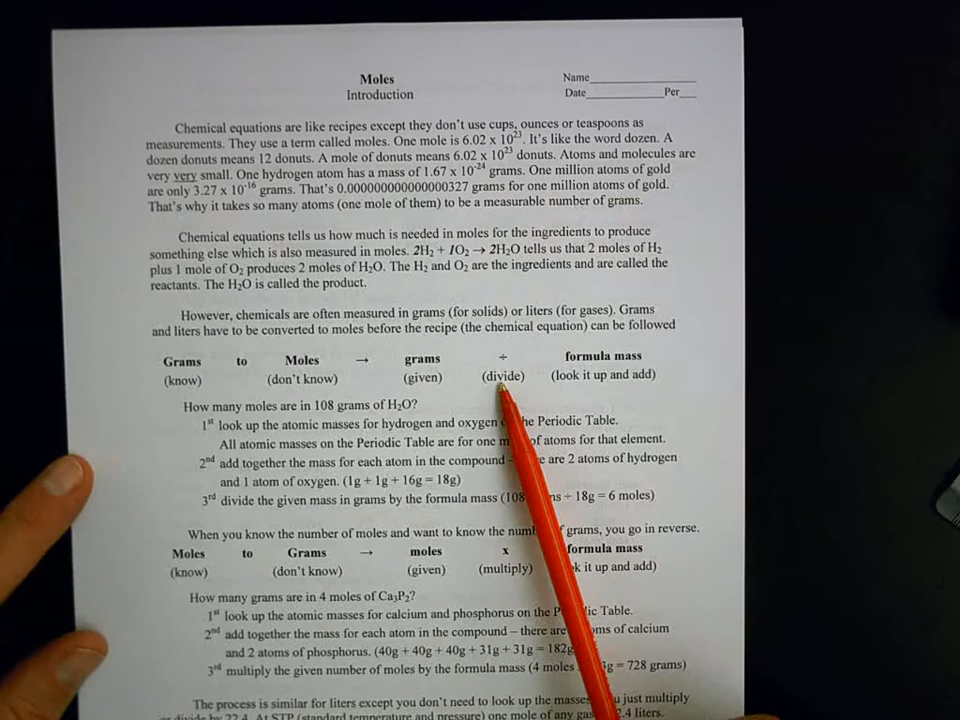 Moles
Name____________________
Introduction
Date______________Per___
Chemical equations are like recipes except they don't use cups, ounces or teaspoons as
measurements. They use a term called moles. One mole is 6.02 x 10²³. It's like the word dozen. A
dozen donuts means 12 donuts. A mole of donuts means 6.02 x 10²³ donuts. Atoms and molecules are
very very small. One hydrogen atom has a mass of 1.67 x 10⁻²⁴ grams. One million atoms of gold
are only 3.27 x 10⁻¹⁶ grams. That's 0.000000000000000327 grams for one million atoms of gold.
That's why it takes so many atoms (one mole of them) to be a measurable number of grams.
Chemical equations tells us how much is needed in moles for the ingredients to produce
something else which is also measured in moles. 2H₂ + 1O₂ → 2H₂O tells us that 2 moles of H₂
plus 1 mole of O₂ produces 2 moles of H₂O. The H₂ and O₂ are the ingredients and are called the
reactants. The H₂O is called the product.
However, chemicals are often measured in grams (for solids) or liters (for gases). Grams
and liters have to be converted to moles before the recipe (the chemical equation) can be followed
Grams to Moles → grams ÷ formula mass
(know) (don't know) (given) (divide) (look it up and add)
How many moles are in 108 grams of H₂O?
1st look up the atomic masses for hydrogen and oxygen the Periodic Table.
All atomic masses on the Periodic Table are for one of atoms for that element.
2nd add together the mass for each atom in the compound – are 2 atoms of hydrogen
and 1 atom of oxygen. (1g + 1g + 16g = 18g)
3rd divide the given mass in grams by the formula mass (108 ÷ 18g = 6 moles)
When you know the number of moles and want to know the grams, you go in reverse.
Moles to Grams → moles x formula mass
(know) (don't know) (given) (multiply) it up and add)
How many grams are in 4 moles of Ca₃P₂?
1st look up the atomic masses for calcium and phosphorus on the Table.
2nd add together the mass for each atom in the compound – there are of calcium
and 2 atoms of phosphorus. (40g + 40g + 40g + 31g + 31g = 182g
3rd multiply the given number of moles by the formula mass (4 moles = 728 grams)
The process is similar for liters except you don't need to look up the masses just multiply
or divide by 22.4. At STP (standard temperature and pressure) one mole of any liters.